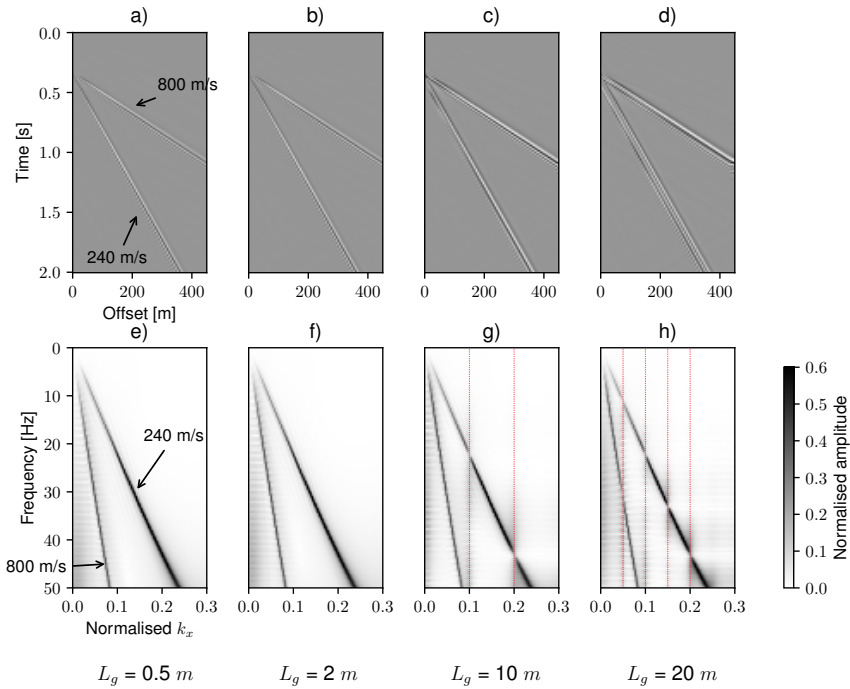 a) b) c) d)
0.0
0.5
1.0
1.5
2.0
Time [s]
800 m/s
240 m/s
0 200 400 0 200 400 0 200 400 0 200 400
Offset [m]
e) f) g) h)
0
10
20
30
40
50
Frequency [Hz]
240 m/s
800 m/s
0.0 0.1 0.2 0.3 0.0 0.1 0.2 0.3 0.0 0.1 0.2 0.3 0.0 0.1 0.2 0.3
Normalised kₓ
0.6
0.5
0.4
0.3
0.2
0.1
0.0
Normalised amplitude
L_g = 0.5 m L_g = 2 m L_g = 10 m L_g = 20 m